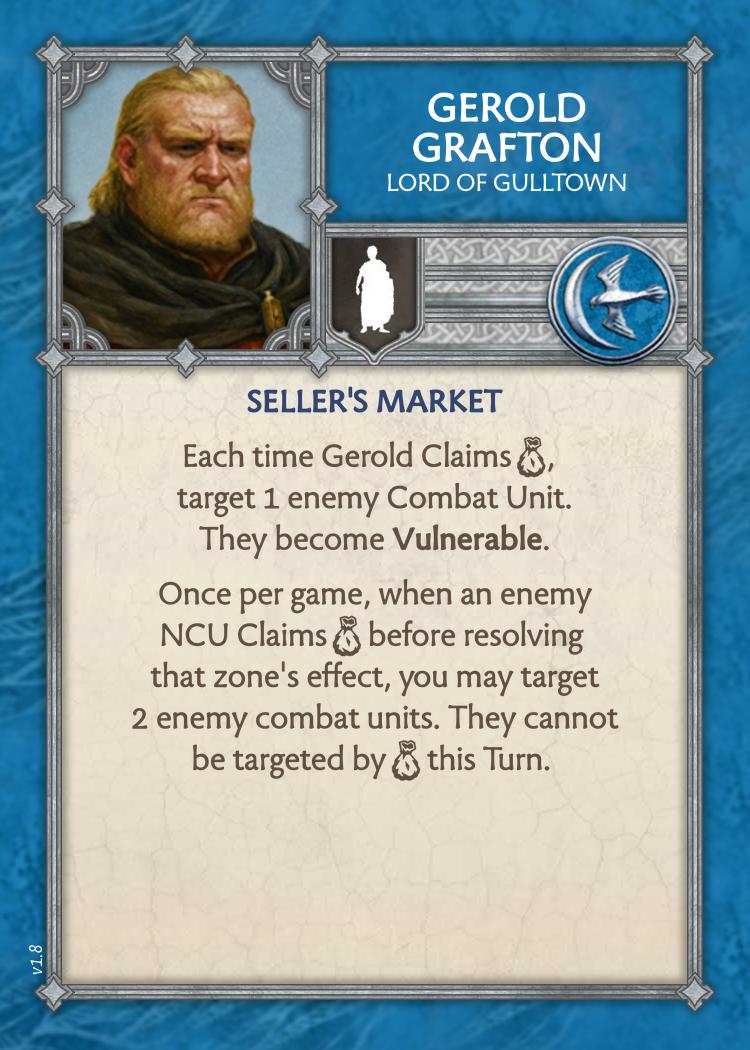 GEROLD
GRAFTON
LORD OF GULLTOWN
SELLER'S MARKET
Each time Gerold Claims ,
target 1 enemy Combat Unit.
They become Vulnerable.
Once per game, when an enemy
NCU Claims before resolving
that zone's effect, you may target
2 enemy combat units. They cannot
be targeted by this Turn.
v1.8